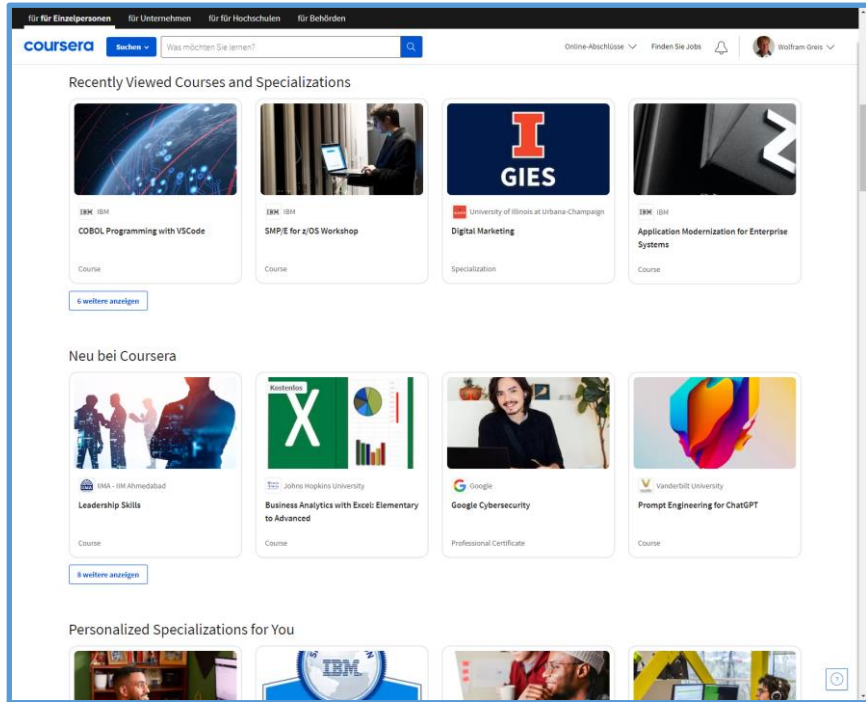 für für Einzelpersonen für Unternehmen für für Hochschulen für Behörden
coursera Suchen Was möchten Sie lernen? Online-Abschlüsse Finden Sie Jobs Wolfram Greis
Recently Viewed Courses and Specializations
I
GIES
Z
IBM IBM
COBOL Programming with VSCode
Course
IBM IBM
SMP/E for z/OS Workshop
Course
University of Illinois at Urbana-Champaign
Digital Marketing
Specialization
IBM IBM
Application Modernization for Enterprise
Systems
Course
6 weitere anzeigen
Neu bei Coursera
IIMA - IIM Ahmedabad
Leadership Skills
Course
Kostenlos
X
Johns Hopkins University
Business Analytics with Excel: Elementary
to Advanced
Course
G Google
Google Cybersecurity
Professional Certificate
Vanderbilt University
Prompt Engineering for ChatGPT
Course
8 weitere anzeigen
Personalized Specializations for You
IBM